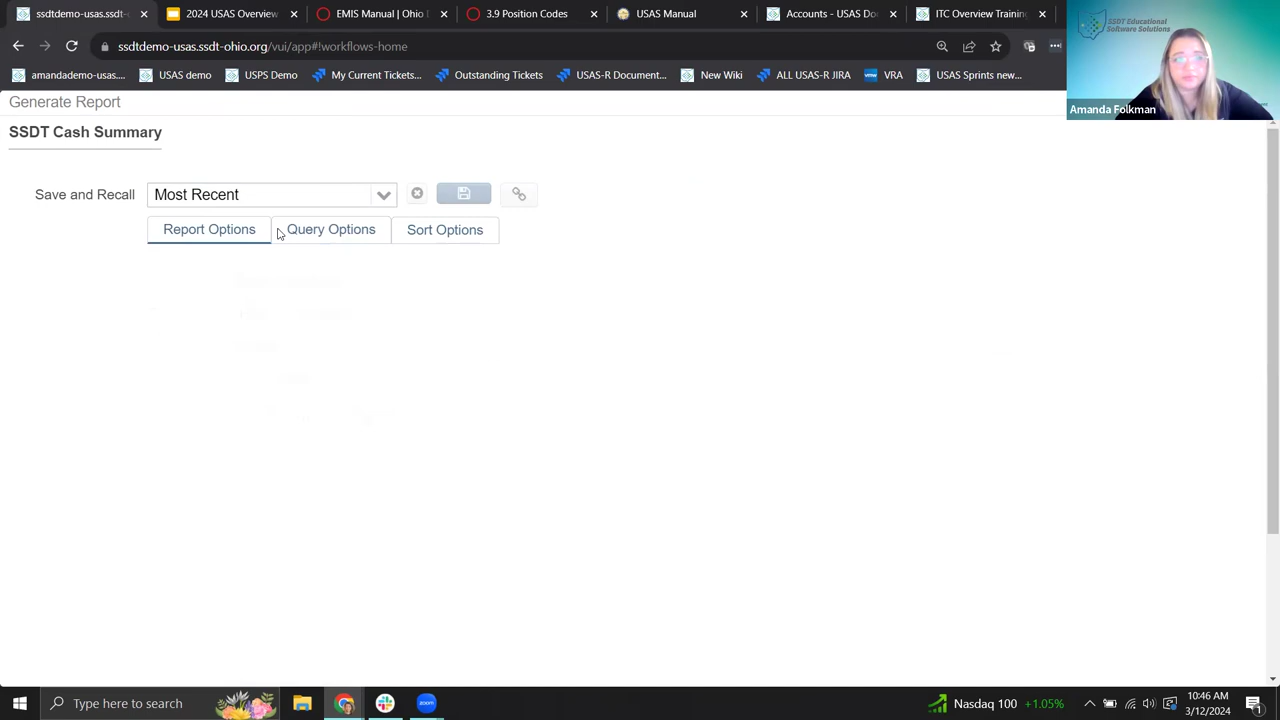 ssdtdemo-usas.ssdt
2024 USAS Overview
EMIS Manual | Ohio
3.9 Position Codes
USAS Manual
Accounts - USAS Do
ITC Overview Training
ssdtdemo-usas.ssdt-ohio.org/vui/app#!workflows-home
amandademo-usas...
USAS demo
USPS Demo
My Current Tickets...
Outstanding Tickets
USAS-R Document...
New Wiki
ALL USAS-R JIRA
VRA
USAS Sprints new...
SSDT Educational
Software Solutions
Amanda Folkman
Generate Report
SSDT Cash Summary
Save and Recall
Most Recent
Report Options
Query Options
Sort Options
Type here to search
zoom
Nasdaq 100 +1.05%
10:46 AM
3/12/2024
1